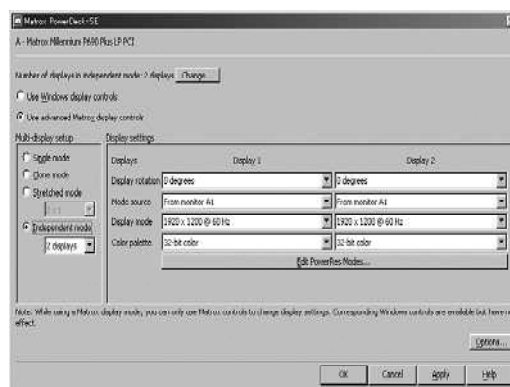 Matrox PowerDesk-SE
A - Matrox Millennium P690 Plus LP PCI
Number of displays in independent mode: 2 displays
Change...
Use Windows display controls
Use advanced Matrox display controls
Multi-display setup
Single mode
Clone mode
Stretched mode
Independent mode
2 displays
Display settings
Displays Display 1 Display 2
Display rotation 0 degrees 0 degrees
Mode source From monitor A1 From monitor A1
Display mode 1920 x 1200 @ 60 Hz 1920 x 1200 @ 60 Hz
Color palette 32-bit color 32-bit color
Edit PowerRes Modes...
Note: While using a Matrox display mode, you can only use Matrox controls to change display settings. Corresponding Windows controls are available but have no
effect.
Options...
OK Cancel Apply Help